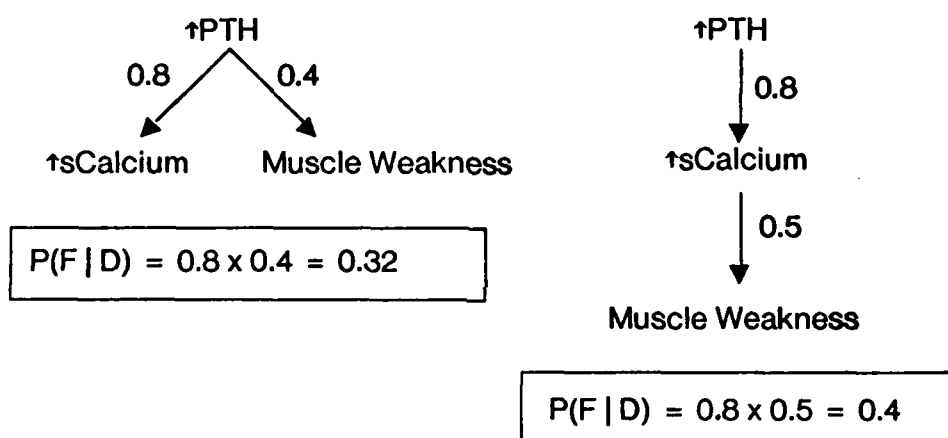 ↑PTH
0.8 0.4
↑sCalcium Muscle Weakness
P(F | D) = 0.8 x 0.4 = 0.32
↑PTH
0.8
↑sCalcium
0.5
Muscle Weakness
P(F | D) = 0.8 x 0.5 = 0.4